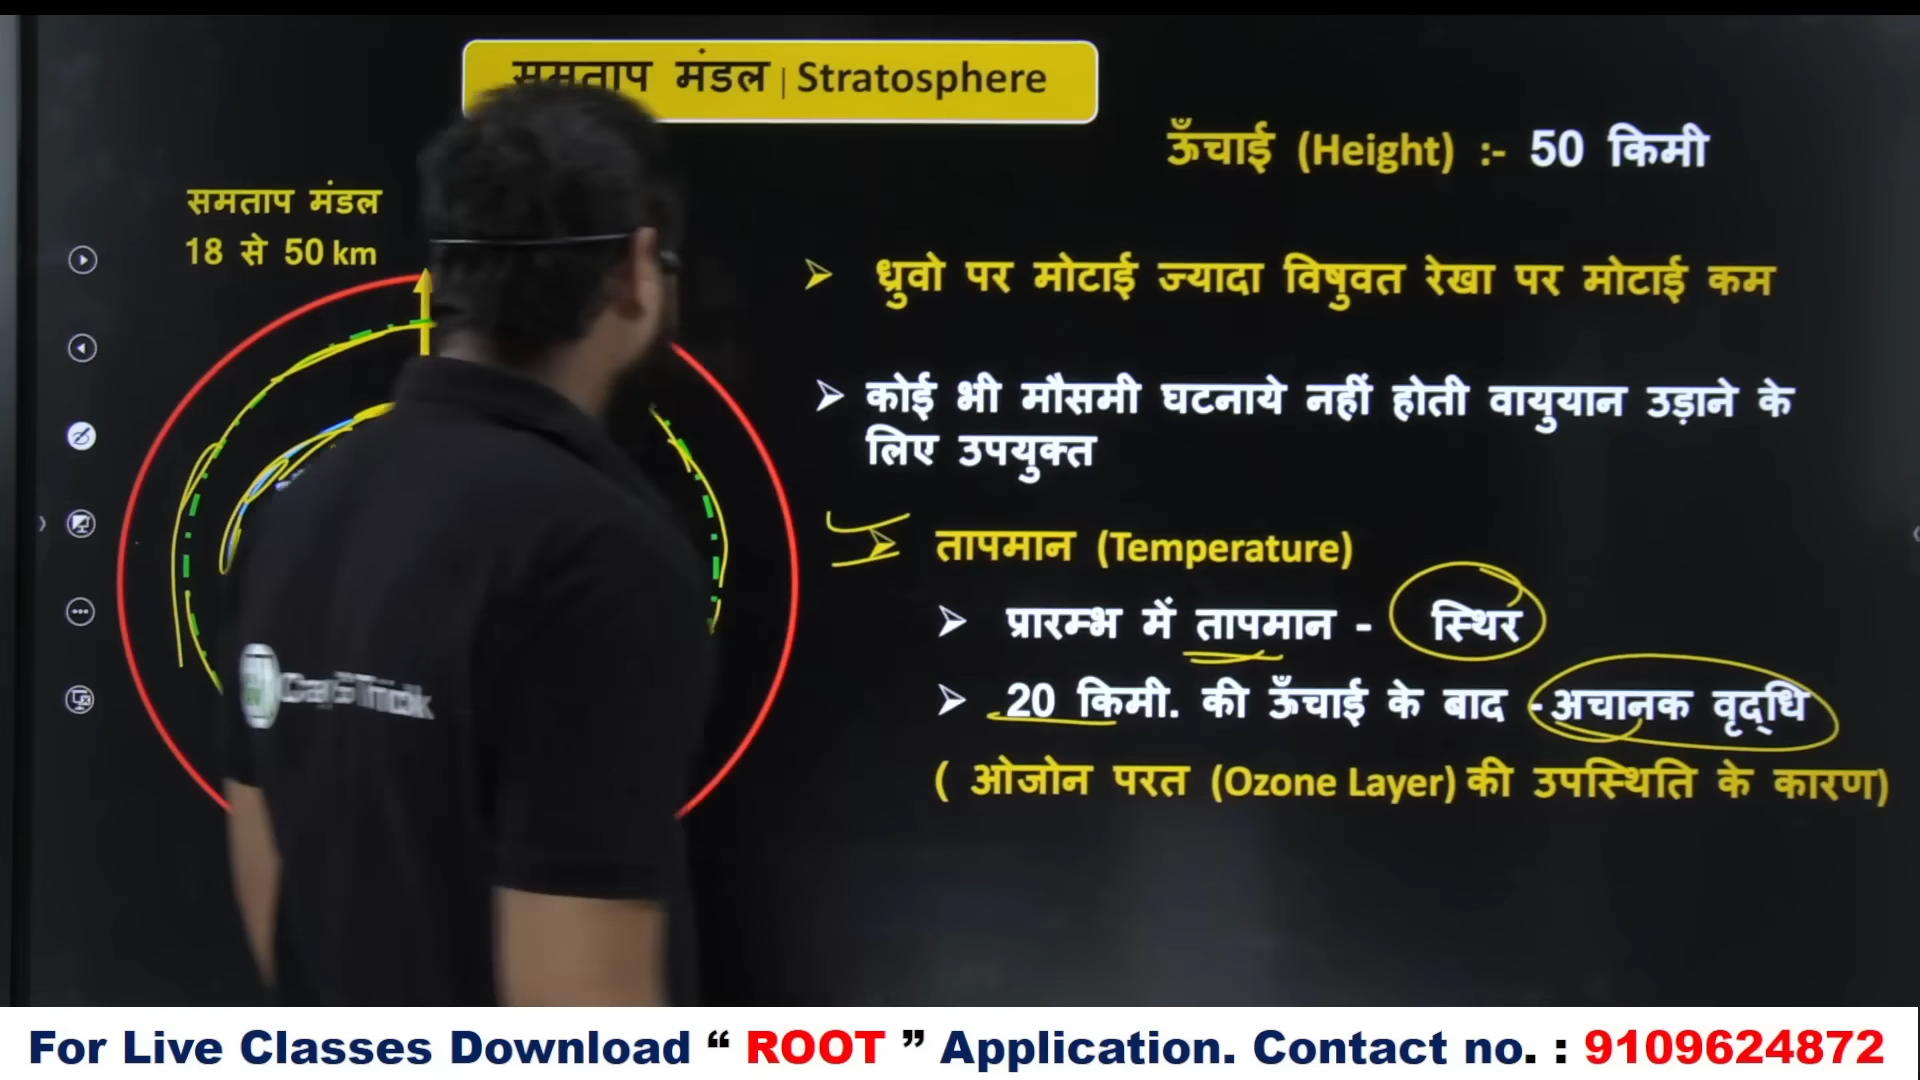 समताप मंडल | Stratosphere
ऊँचाई (Height) :- 50 किमी
समताप मंडल
18 से 50 km
ध्रुवो पर मोटाई ज्यादा विषुवत रेखा पर मोटाई कम
कोई भी मौसमी घटनाये नहीं होती वायुयान उड़ाने के
लिए उपयुक्त
तापमान (Temperature)
प्रारम्भ में तापमान - स्थिर
20 किमी. की ऊँचाई के बाद -अचानक वृद्धि
( ओजोन परत (Ozone Layer) की उपस्थिति के कारण)
For Live Classes Download “ ROOT ” Application. Contact no. : 9109624872